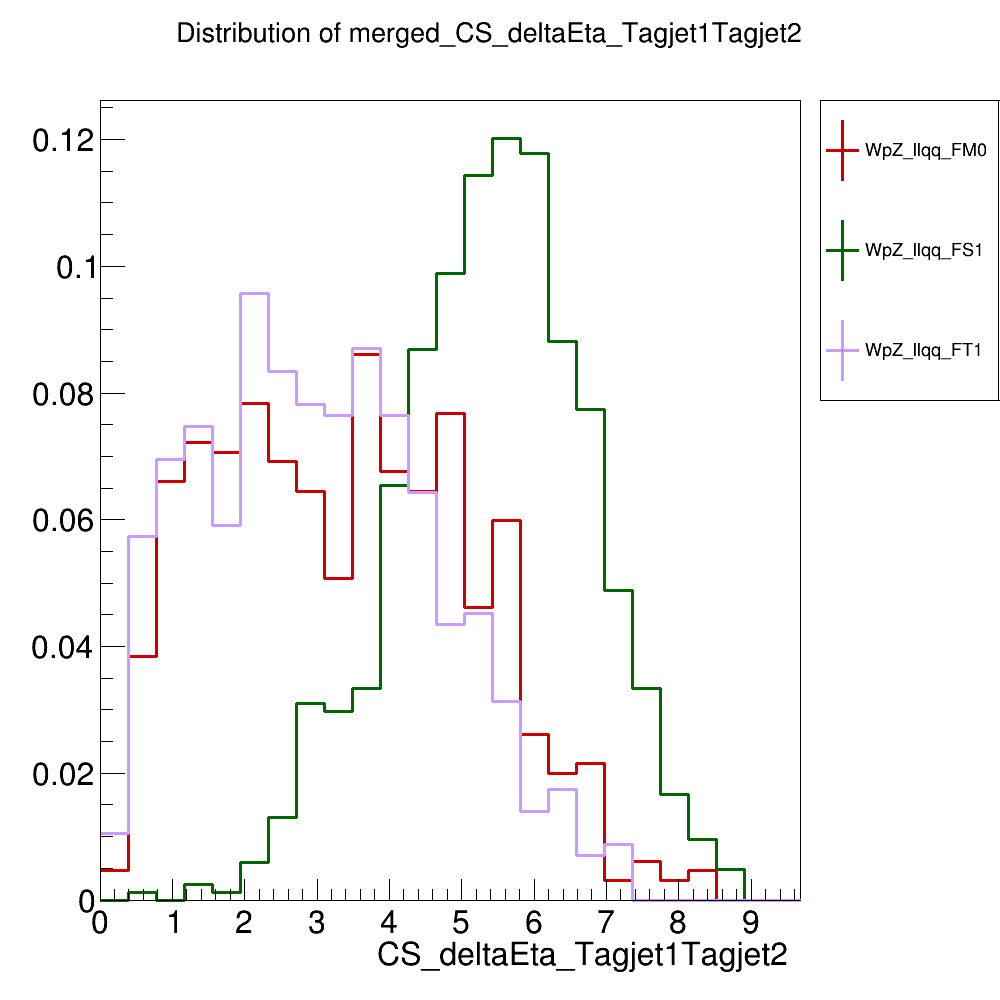 Distribution of merged_CS_deltaEta_Tagjet1Tagjet2
WpZ_llqq_FM0
WpZ_llqq_FS1
WpZ_llqq_FT1
0.12
0.1
0.08
0.06
0.04
0.02
0
0 1 2 3 4 5 6 7 8 9
CS_deltaEta_Tagjet1Tagjet2